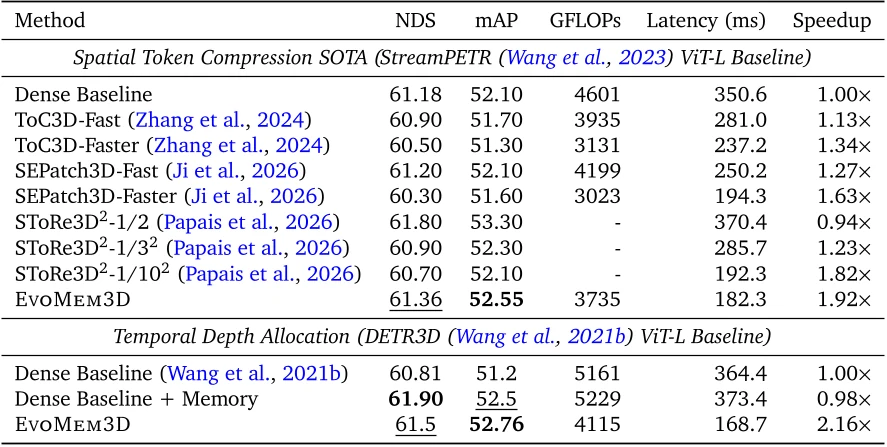 Method NDS mAP GFLOPs Latency (ms) Speedup
Spatial Token Compression SOTA (StreamPETR (Wang et al., 2023) ViT-L Baseline)
Dense Baseline 61.18 52.10 4601 350.6 1.00×
ToC3D-Fast (Zhang et al., 2024) 60.90 51.70 3935 281.0 1.13×
ToC3D-Faster (Zhang et al., 2024) 60.50 51.30 3131 237.2 1.34×
SEPatch3D-Fast (Ji et al., 2026) 61.20 52.10 4199 250.2 1.27×
SEPatch3D-Faster (Ji et al., 2026) 60.30 51.60 3023 194.3 1.63×
SToRe3D²-1/2 (Papais et al., 2026) 61.80 53.30 - 370.4 0.94×
SToRe3D²-1/3² (Papais et al., 2026) 60.90 52.30 - 285.7 1.23×
SToRe3D²-1/10² (Papais et al., 2026) 60.70 52.10 - 192.3 1.82×
EvoMem3D 61.36 52.55 3735 182.3 1.92×
Temporal Depth Allocation (DETR3D (Wang et al., 2021b) ViT-L Baseline)
Dense Baseline (Wang et al., 2021b) 60.81 51.2 5161 364.4 1.00×
Dense Baseline + Memory 61.90 52.5 5229 373.4 0.98×
EvoMem3D 61.5 52.76 4115 168.7 2.16×